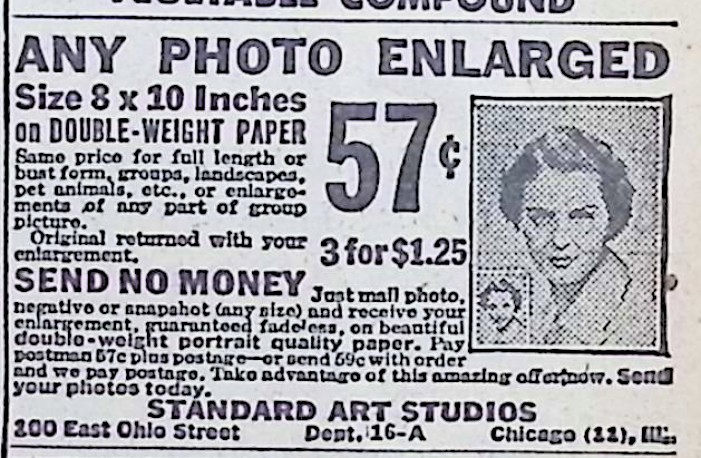 VEGETABLE COMPOUND
ANY PHOTO ENLARGED
Size 8 x 10 Inches
on DOUBLE-WEIGHT PAPER
Same price for full length or
bust form, groups, landscapes,
pet animals, etc., or enlarge-
ments of any part of group
picture.
Original returned with your
enlargement.
57¢
3 for $1.25
SEND NO MONEY Just mail photo,
negative or snapshot (any size) and receive your
enlargement, guaranteed fadeless, on beautiful
double-weight portrait quality paper. Pay
postman 57c plus postage—or send 59c with order
and we pay postage. Take advantage of this amazing offer now. Send
your photos today.
STANDARD ART STUDIOS
100 East Ohio Street Dept. 16-A Chicago (11), Ill.